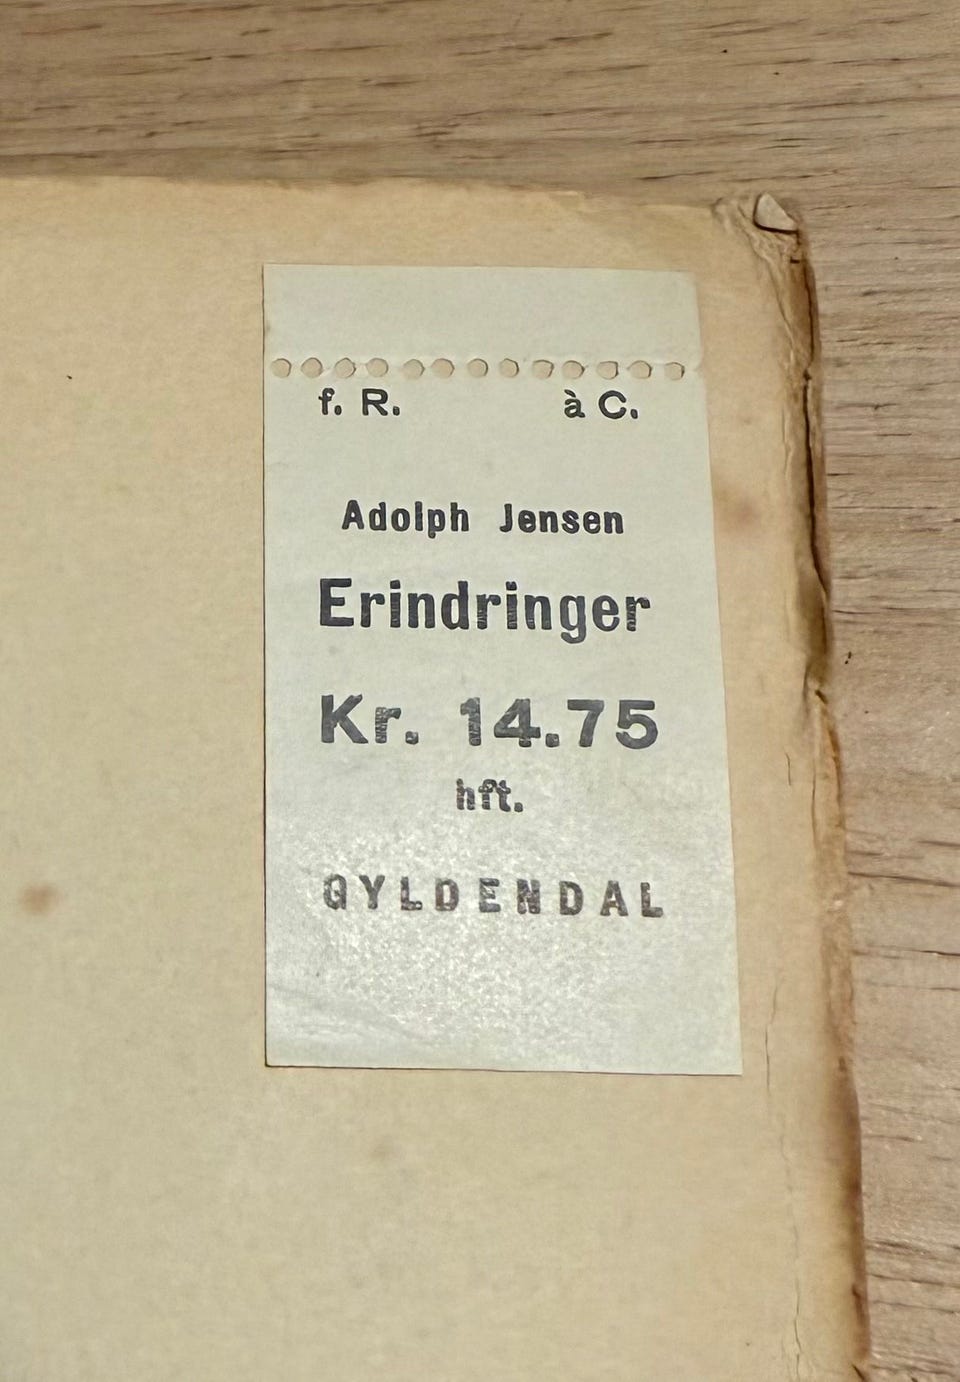 f. R. à C.
Adolph Jensen
Erindringer
Kr. 14.75
hft.
GYLDENDAL